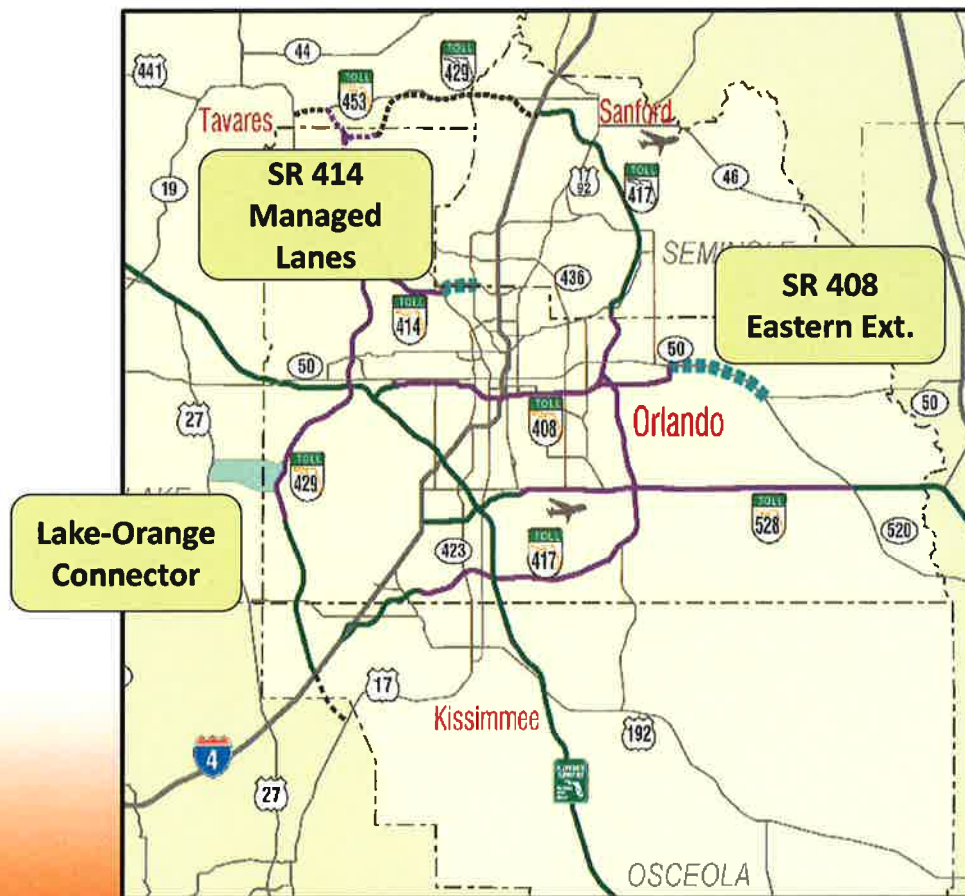 44
441
TOLL
429
TOLL
453
Tavares
Sanford
46
19
17
92
TOLL
417
SR 414
Managed
Lanes
SEMINOLE
436
SR 408
Eastern Ext.
TOLL
414
50
50
50
27
TOLL
408
Orlando
TOLL
429
LAKE
TOLL
528
520
Lake-Orange
Connector
423
TOLL
417
17
Kissimmee
192
4
27
OSCEOLA